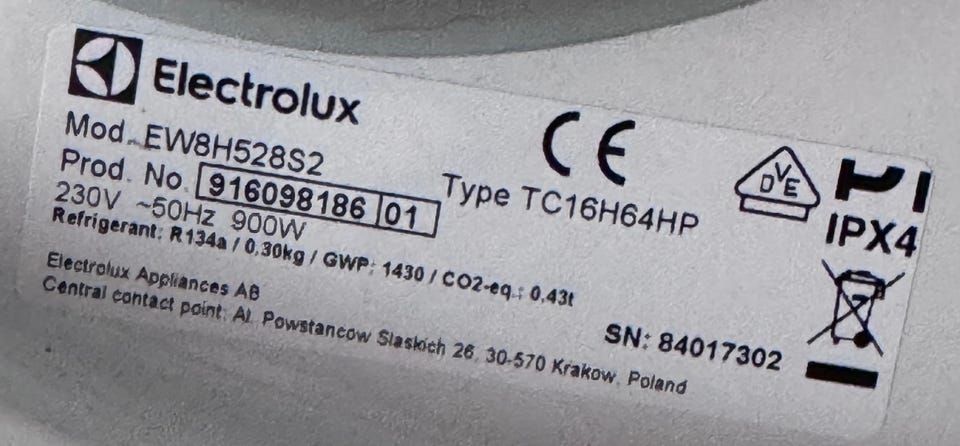 Electrolux
Mod. EW8H528S2
Prod. No. 916098186 01
Type TC16H64HP
230V ~50Hz 900W
Refrigerant: R134a / 0,30kg / GWP: 1430 / CO2-eq.: 0,43t
CE
DVE
IPX4
Electrolux Appliances AB
Central contact point: Al. Powstancow Slaskich 26, 30-570 Krakow, Poland
SN: 84017302